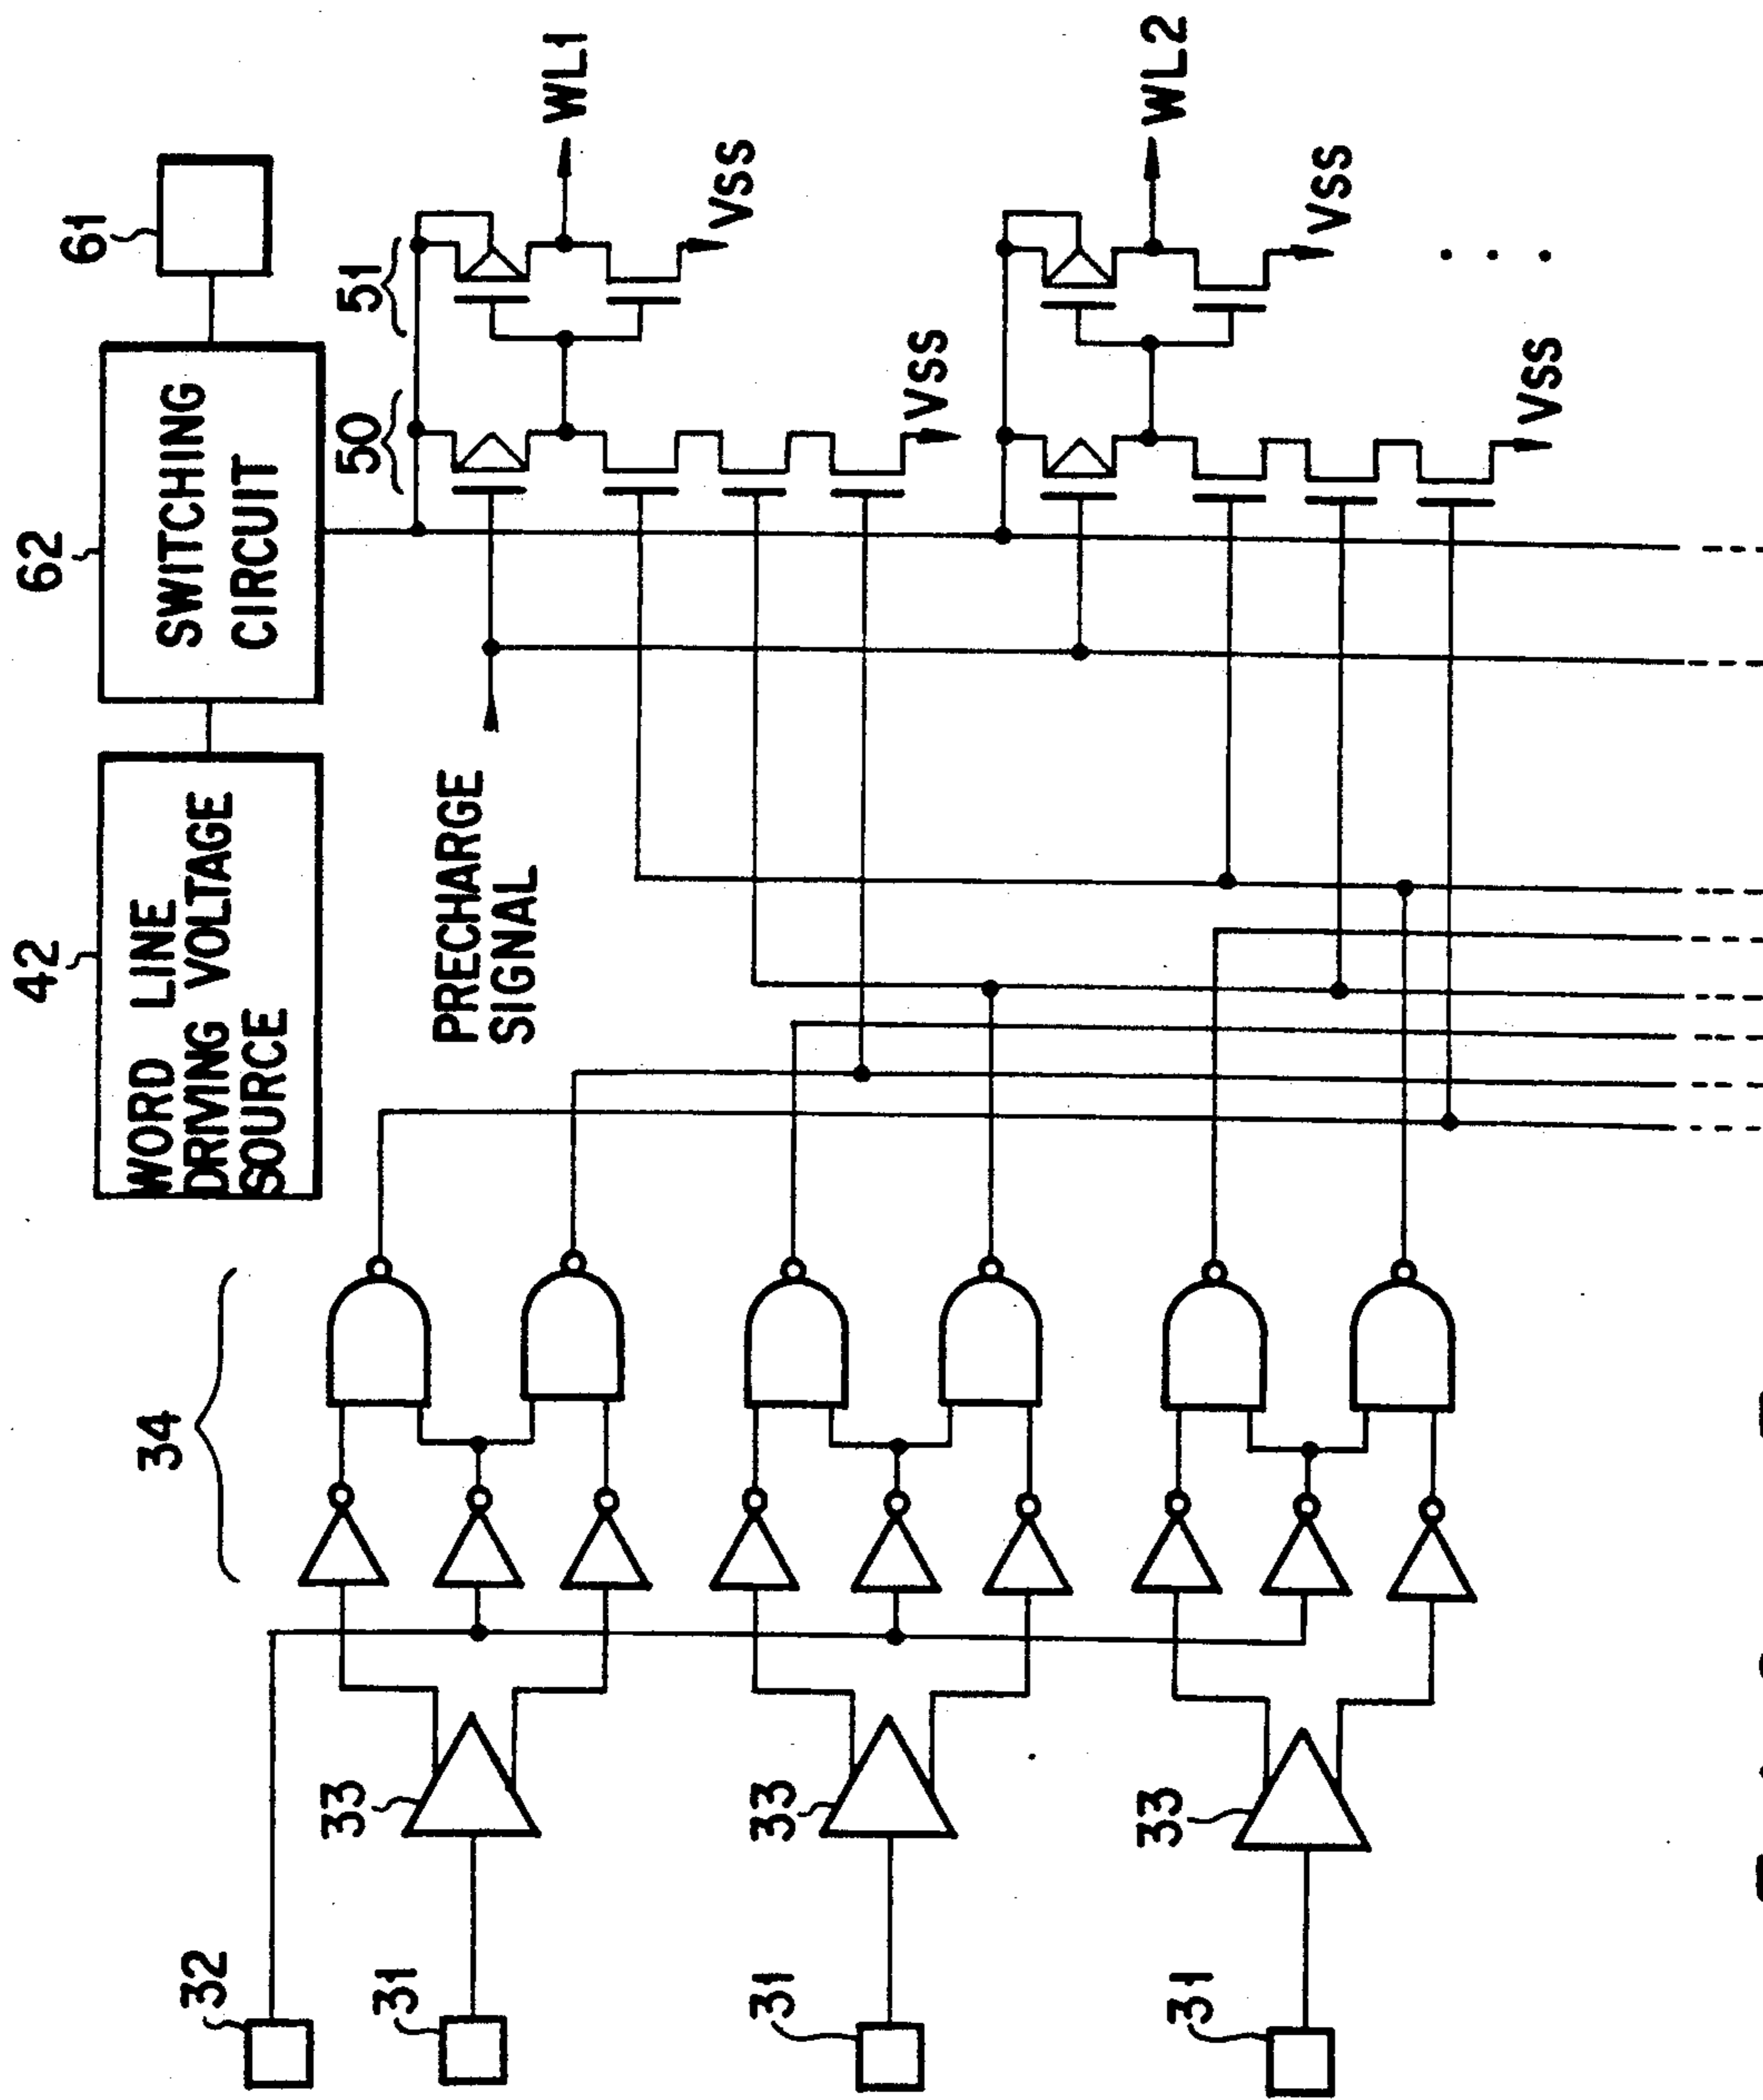 42
WORD LINE
DRIVING VOLTAGE
SOURCE
62
SWITCHING
CIRCUIT
61
34
PRECHARGE
SIGNAL
50
51
WL1
VSS
VSS
WL2
VSS
VSS
32
31
33
31
33
31
33